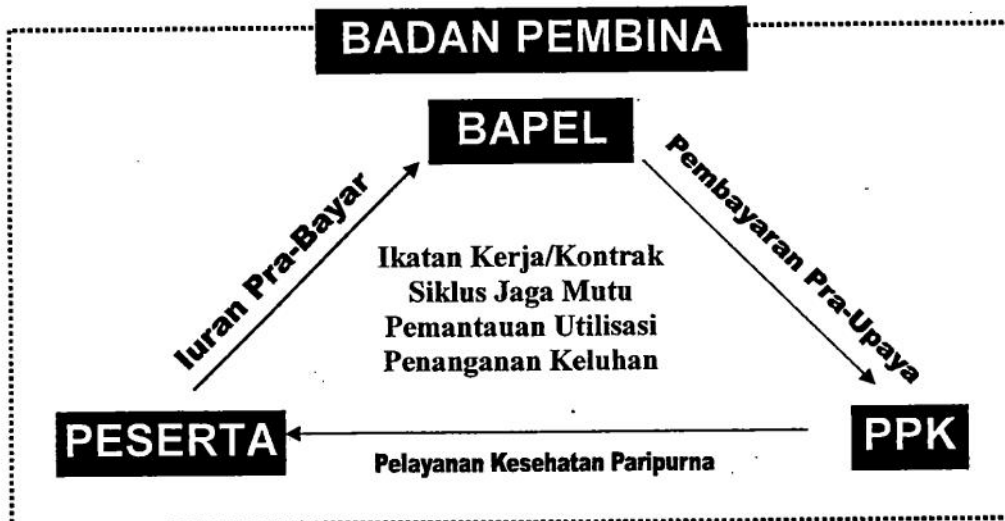 BADAN PEMBINA
BAPEL
Iuran Pra-Bayar
Pembayaran Pra-Upaya
Ikatan Kerja/Kontrak
Siklus Jaga Mutu
Pemantauan Utilisasi
Penanganan Keluhan
PESERTA
PPK
Pelayanan Kesehatan Paripurna